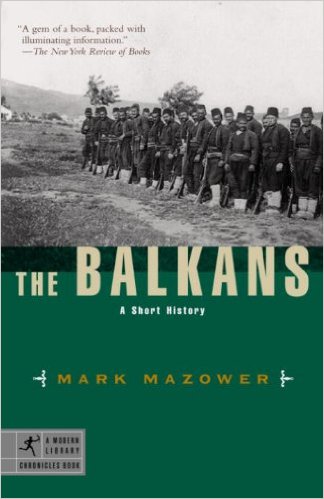 "A gem of a book, packed with
illuminating information."
—The New York Review of Books
THE BALKANS
A Short History
MARK MAZOWER
A MODERN
LIBRARY
CHRONICLES BOOK